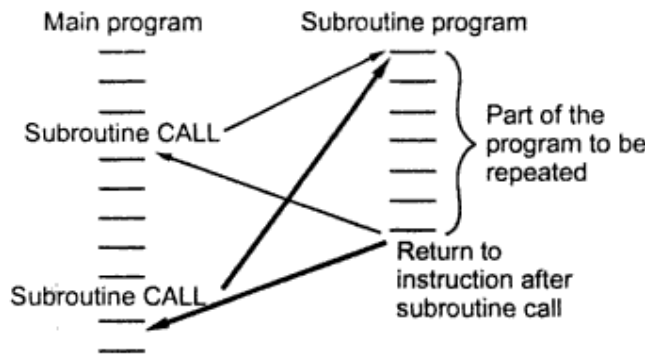 Main program
Subroutine program
Subroutine CALL
Part of the
program to be
repeated
Return to
instruction after
subroutine call
Subroutine CALL